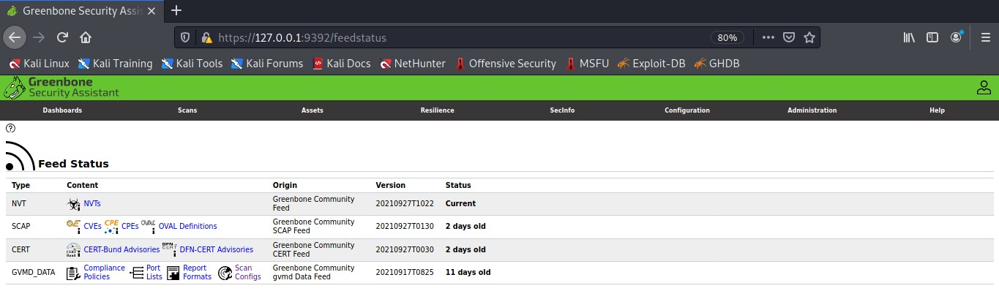 Greenbone Security Assis
https://127.0.0.1:9392/feedstatus 80%
Kali Linux Kali Training Kali Tools Kali Forums Kali Docs NetHunter Offensive Security MSFU Exploit-DB GHDB
Greenbone
Security Assistant
Dashboards Scans Assets Resilience SecInfo Configuration Administration Help
Feed Status
Type Content Origin Version Status
NVT NVTs Greenbone Community Feed 20210927T1022 Current
SCAP CVEs CPE CPEs OVAL OVAL Definitions Greenbone Community SCAP Feed 20210927T0130 2 days old
CERT CERT-Bund Advisories DFN-CERT Advisories Greenbone Community CERT Feed 20210927T0030 2 days old
GVMD_DATA Compliance Policies Port Lists Report Formats Scan Configs Greenbone Community gvmd Data Feed 20210917T0825 11 days old